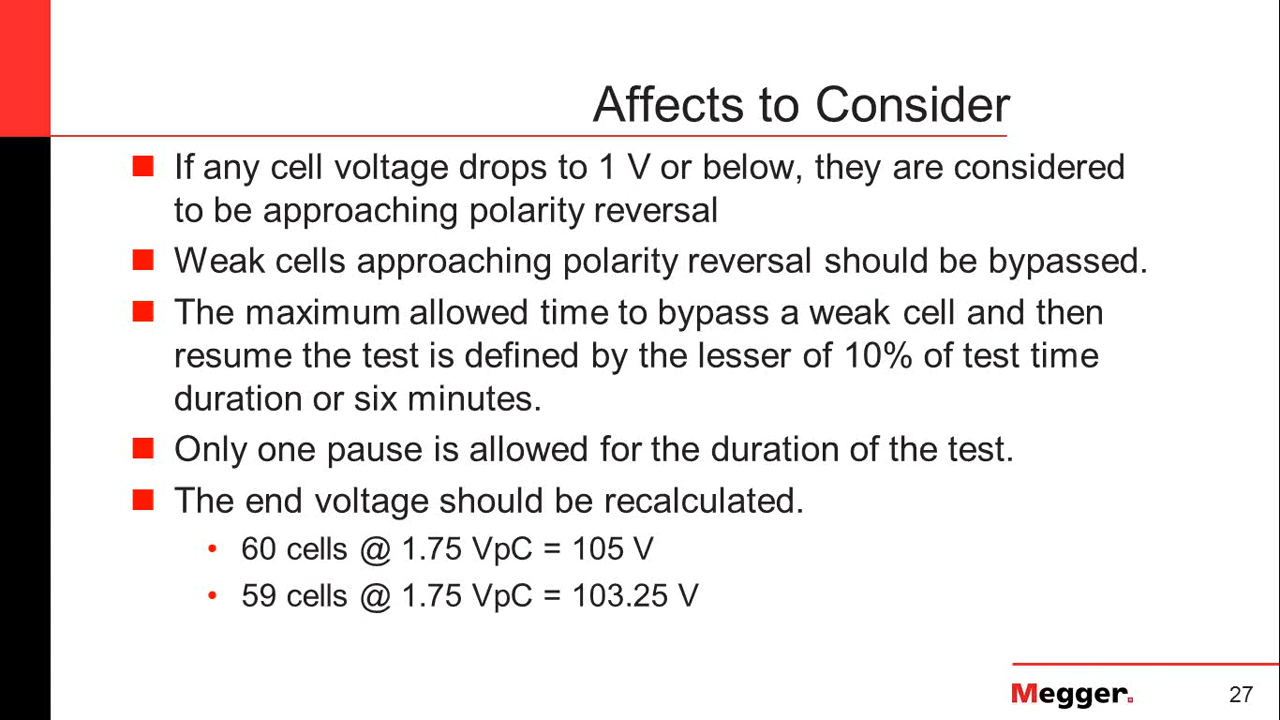 Affects to Consider
If any cell voltage drops to 1 V or below, they are considered
to be approaching polarity reversal
Weak cells approaching polarity reversal should be bypassed.
The maximum allowed time to bypass a weak cell and then
resume the test is defined by the lesser of 10% of test time
duration or six minutes.
Only one pause is allowed for the duration of the test.
The end voltage should be recalculated.
• 60 cells @ 1.75 VpC = 105 V
• 59 cells @ 1.75 VpC = 103.25 V
Megger.
27